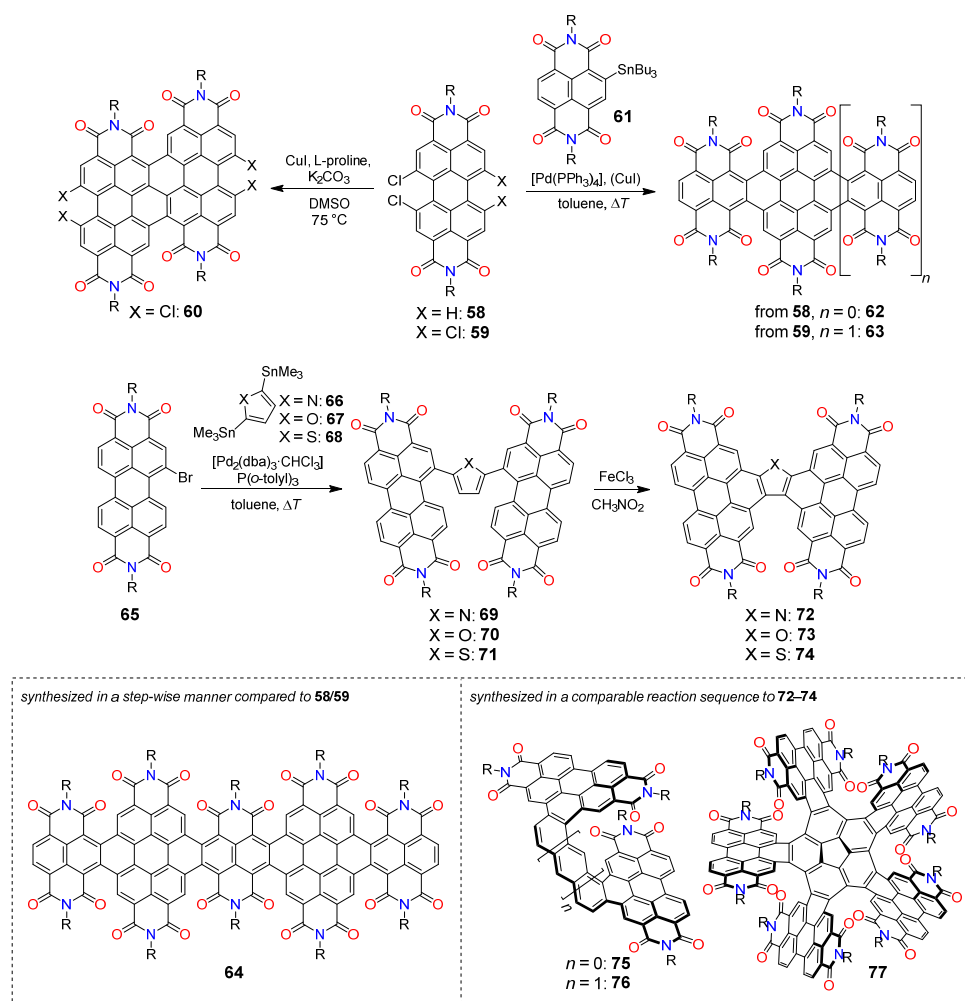 R
O N O
SnBu3
61
O N O
R
R
O N O
R
O N O
X
X
X
X
O N O
R
O N O
R
X = Cl: 60
CuI, L-proline,
K2CO3
DMSO
75 °C
R
O N O
Cl
X
Cl
X
O N O
R
X = H: 58
X = Cl: 59
[Pd(PPh3)4], (CuI)
toluene, ΔT
R
O N O
R
O N O
R
O N O
O N O
R
O N O
R
O N O
R
n
from 58, n = 0: 62
from 59, n = 1: 63
R
O N O
Br
O N O
R
65
SnMe3
X
Me3Sn
X = N: 66
X = O: 67
X = S: 68
[Pd2(dba)3·CHCl3]
P(o-tolyl)3
toluene, ΔT
R
O N O
R
O N O
X
O N O
R
O N O
R
X = N: 69
X = O: 70
X = S: 71
FeCl3
CH3NO2
R
O N O
R
O N O
X
O N O
R
O N O
R
X = N: 72
X = O: 73
X = S: 74
synthesized in a step-wise manner compared to 58/59
R
O N O
R
O N O
R
O N O
R
O N O
R
O N O
O N O
R
O N O
R
O N O
R
O N O
R
O N O
R
64
synthesized in a comparable reaction sequence to 72–74
O
R N
O
O
N R
O
R
O N O
n
O
N O
R
n = 0: 75
n = 1: 76
O N O
R
O N O
R
R
O N O
O N O
R
O N O
R
O N O
R
O N O
R
O N O
R
O N O
R
O N O
R
77